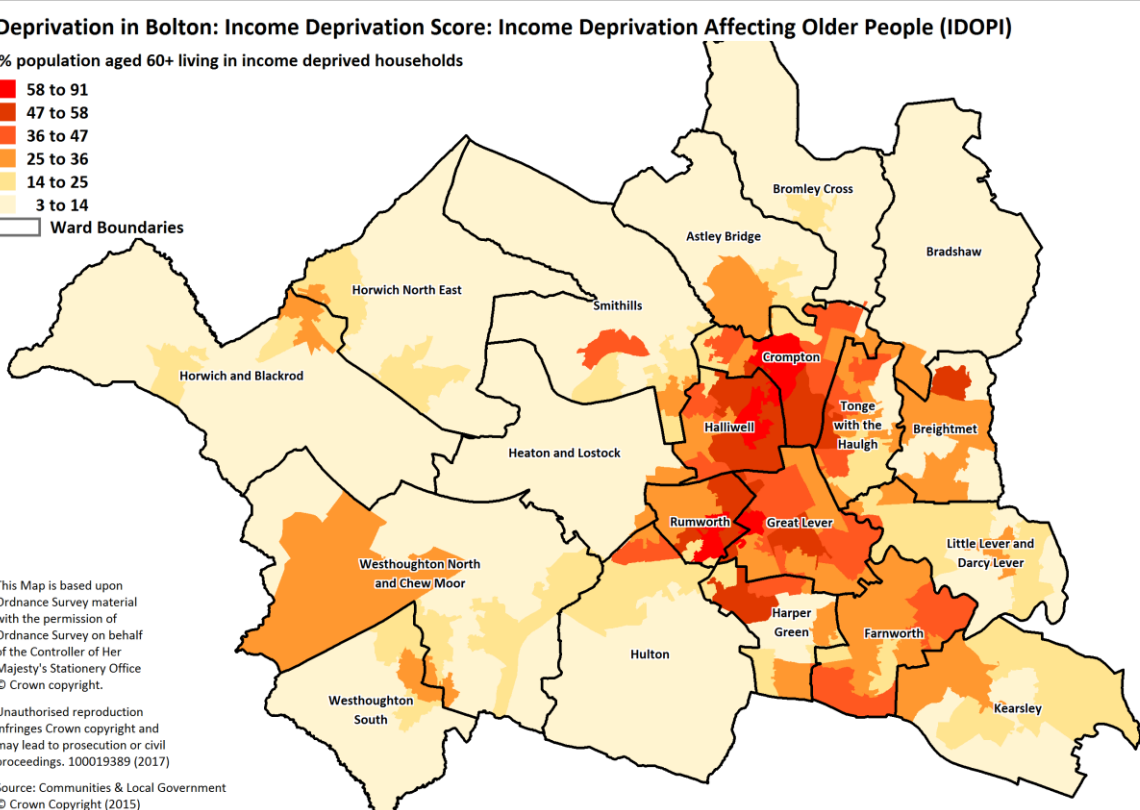 Deprivation in Bolton: Income Deprivation Score: Income Deprivation Affecting Older People (IDOPI)
% population aged 60+ living in income deprived households
58 to 91
47 to 58
36 to 47
25 to 36
14 to 25
3 to 14
Ward Boundaries
Bromley Cross
Astley Bridge
Bradshaw
Horwich North East
Smithills
Crompton
Horwich and Blackrod
Tonge
with the
Haulgh
Halliwell
Breightmet
Heaton and Lostock
Rumworth
Great Lever
Little Lever and
Darcy Lever
Westhoughton North
and Chew Moor
Harper
Green
Farnworth
Hulton
Westhoughton
South
Kearsley
This Map is based upon
Ordnance Survey material
with the permission of
Ordnance Survey on behalf
of the Controller of Her
Majesty's Stationery Office
© Crown copyright.
Unauthorised reproduction
infringes Crown copyright and
may lead to prosecution or civil
proceedings. 100019389 (2017)
Source: Communities & Local Government
© Crown Copyright (2015)